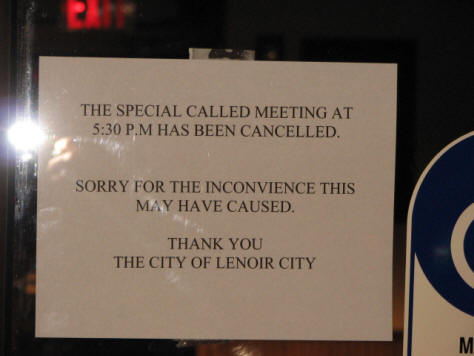 EXIT
THE SPECIAL CALLED MEETING AT
5:30 P.M HAS BEEN CANCELLED.
SORRY FOR THE INCONVIENCE THIS
MAY HAVE CAUSED.
THANK YOU
THE CITY OF LENOIR CITY